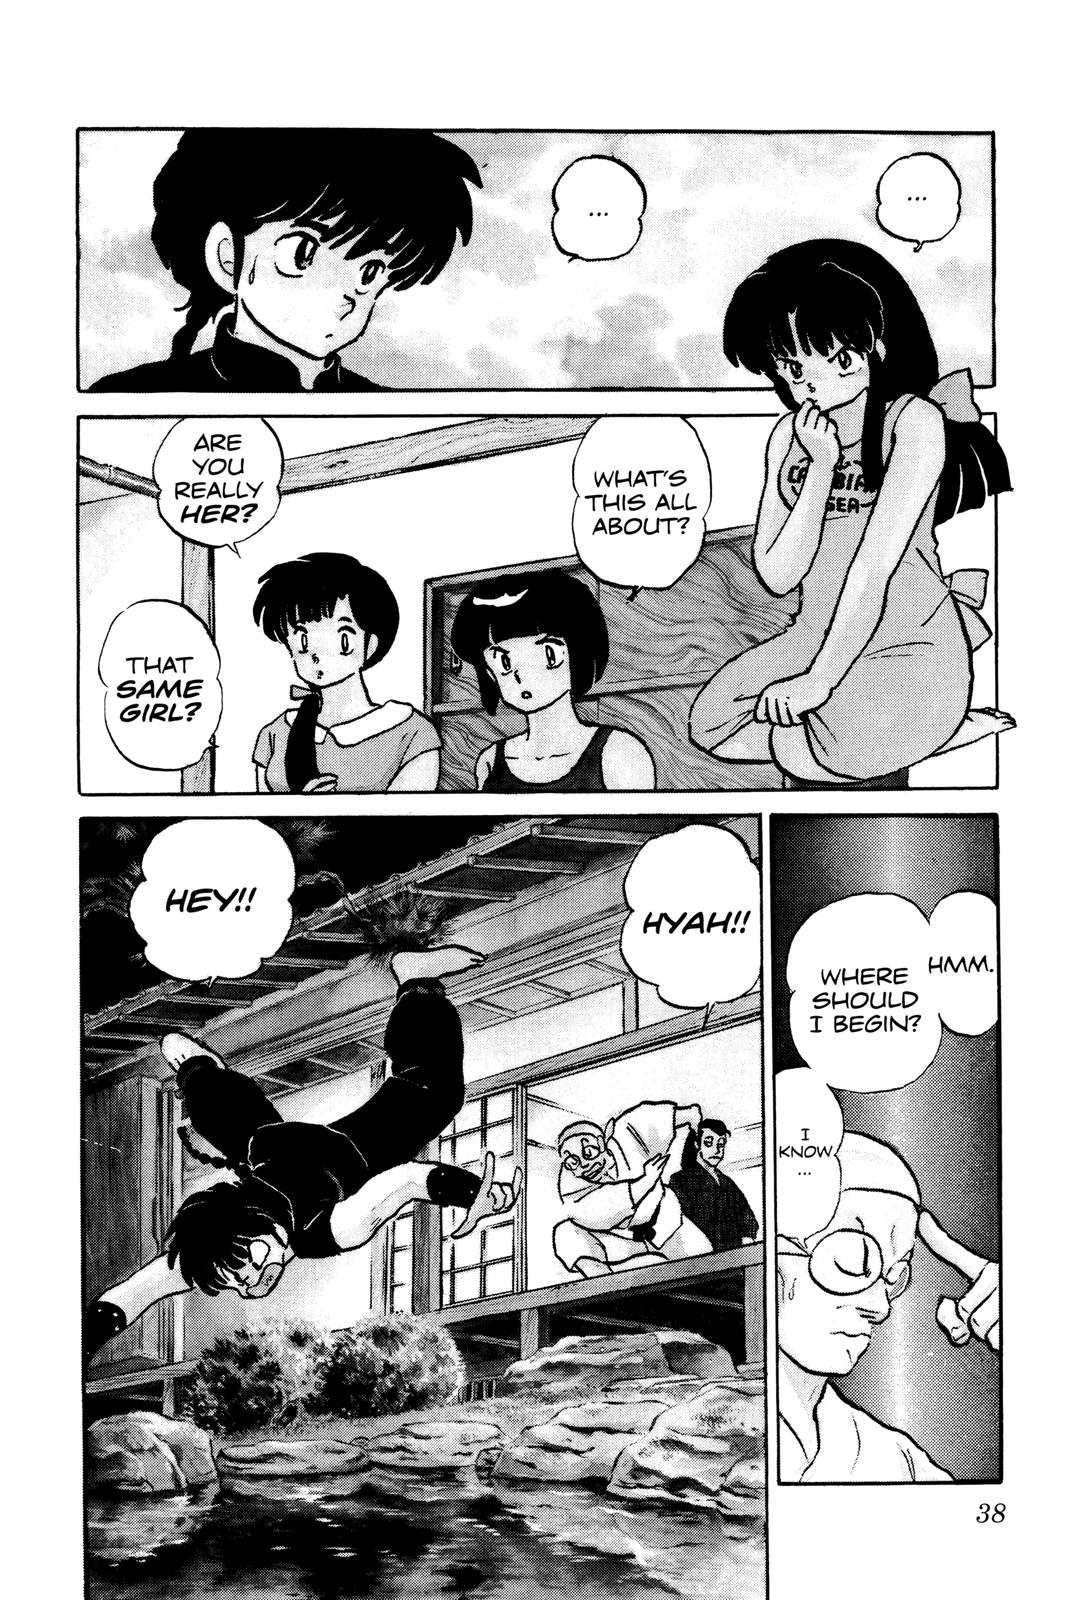 ...
...
SEA
WHAT'S
THIS ALL
ABOUT?
ARE
YOU
REALLY
HER?
THAT
SAME
GIRL?
HMM.
WHERE
SHOULD
I BEGIN?
I
KNOW
...
HYAH!!
HEY!!
38